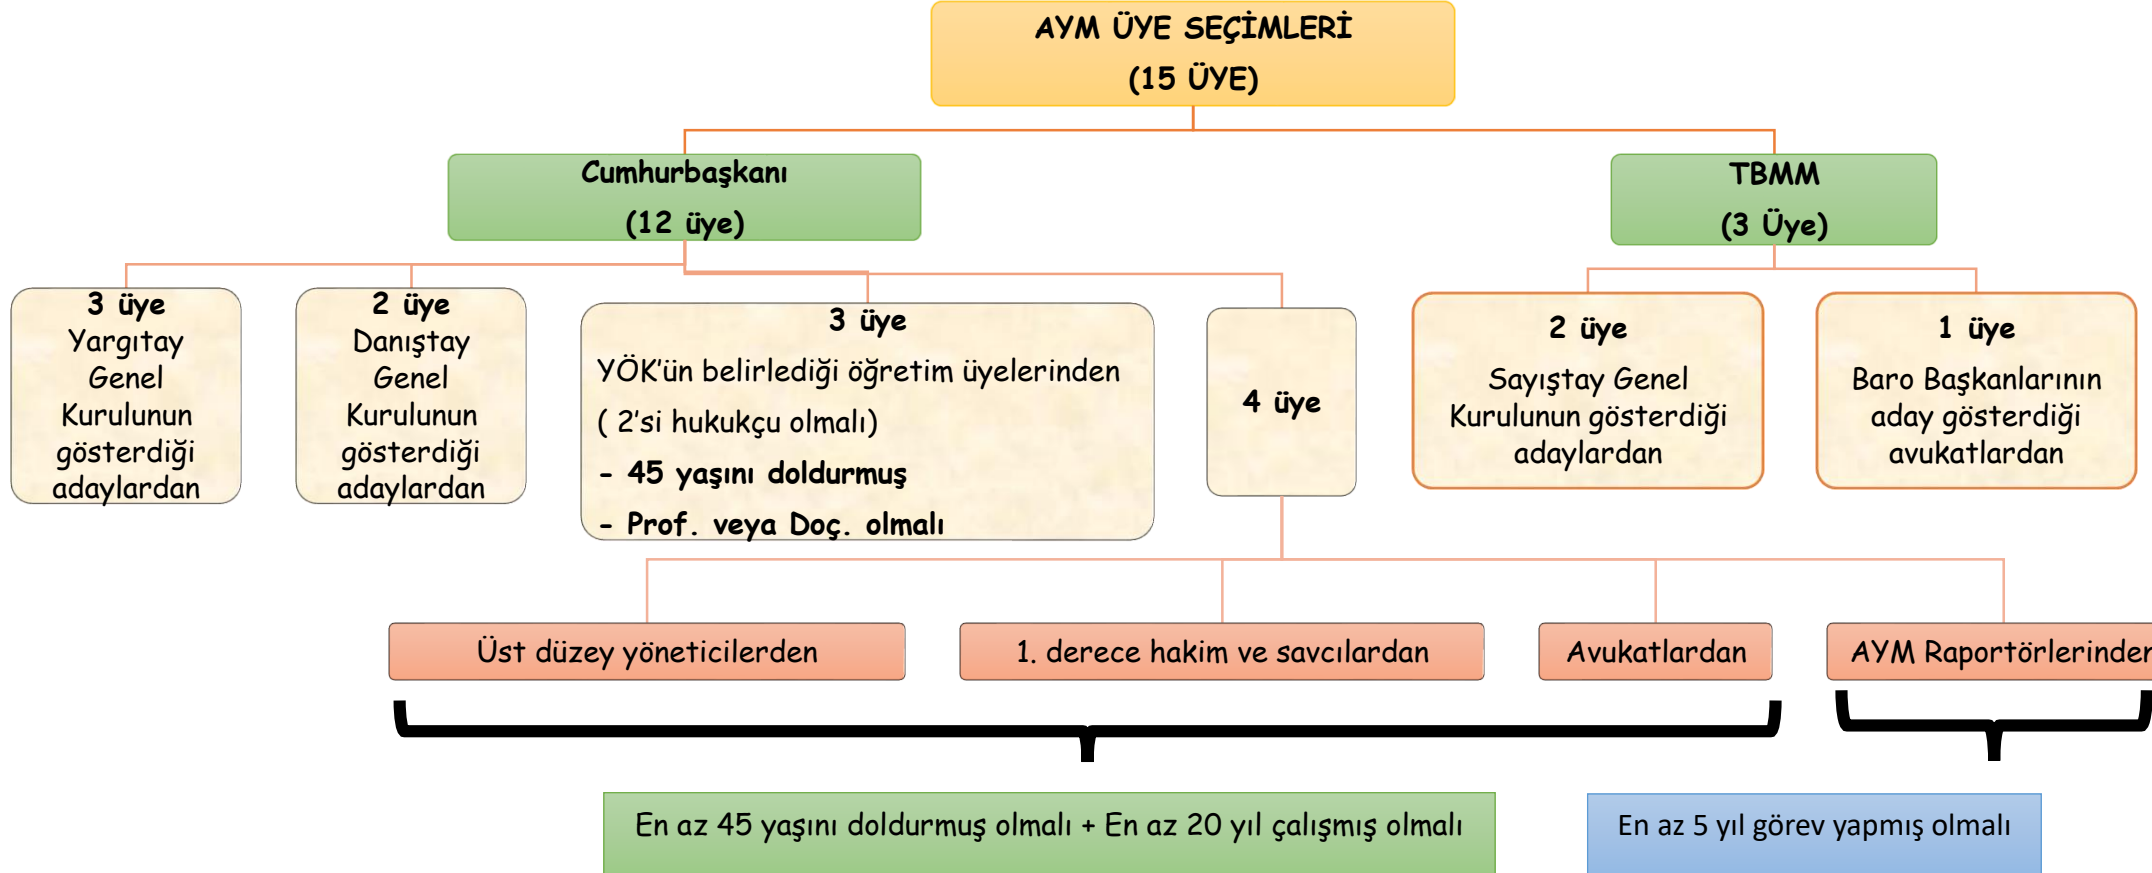 AYM ÜYE SEÇİMLERİ
(15 ÜYE)
Cumhurbaşkanı
(12 üye)
TBMM
(3 Üye)
3 üye
Yargıtay
Genel
Kurulunun
gösterdiği
adaylardan
2 üye
Danıştay
Genel
Kurulunun
gösterdiği
adaylardan
3 üye
YÖK’ün belirlediği öğretim üyelerinden
( 2’si hukukçu olmalı)
- 45 yaşını doldurmuş
- Prof. veya Doç. olmalı
4 üye
2 üye
Sayıştay Genel
Kurulunun gösterdiği
adaylardan
1 üye
Baro Başkanlarının
aday gösterdiği
avukatlardan
Üst düzey yöneticilerden
1. derece hakim ve savcılardan
Avukatlardan
AYM Raportörlerinden
En az 45 yaşını doldurmuş olmalı + En az 20 yıl çalışmış olmalı
En az 5 yıl görev yapmış olmalı